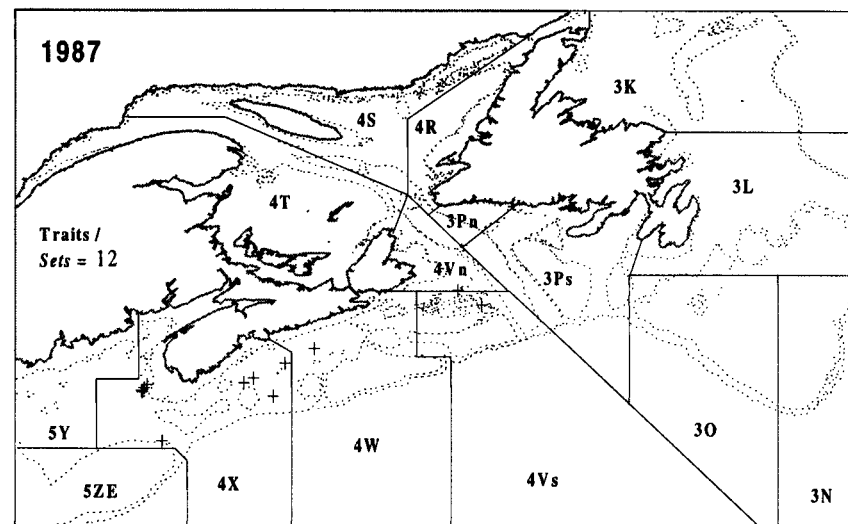 1987
3K
4S
4R
3L
4T
3Pn
Traits /
Sets = 12
4Vn
3Ps
5Y
3O
4W
5ZE
4X
4Vs
3N